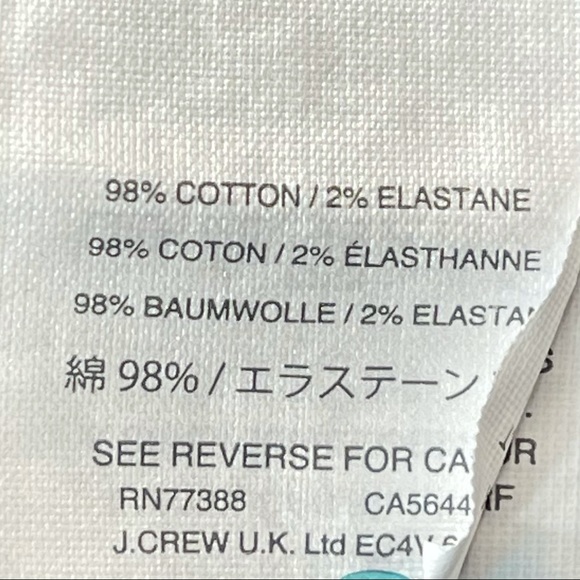 98% COTTON / 2% ELASTANE
98% COTON / 2% ÉLASTHANNE
98% BAUMWOLLE / 2%
綿 98% / エラステーン
SEE REVERSE FOR
RN77388 CA5644
J.CREW U.K. Ltd